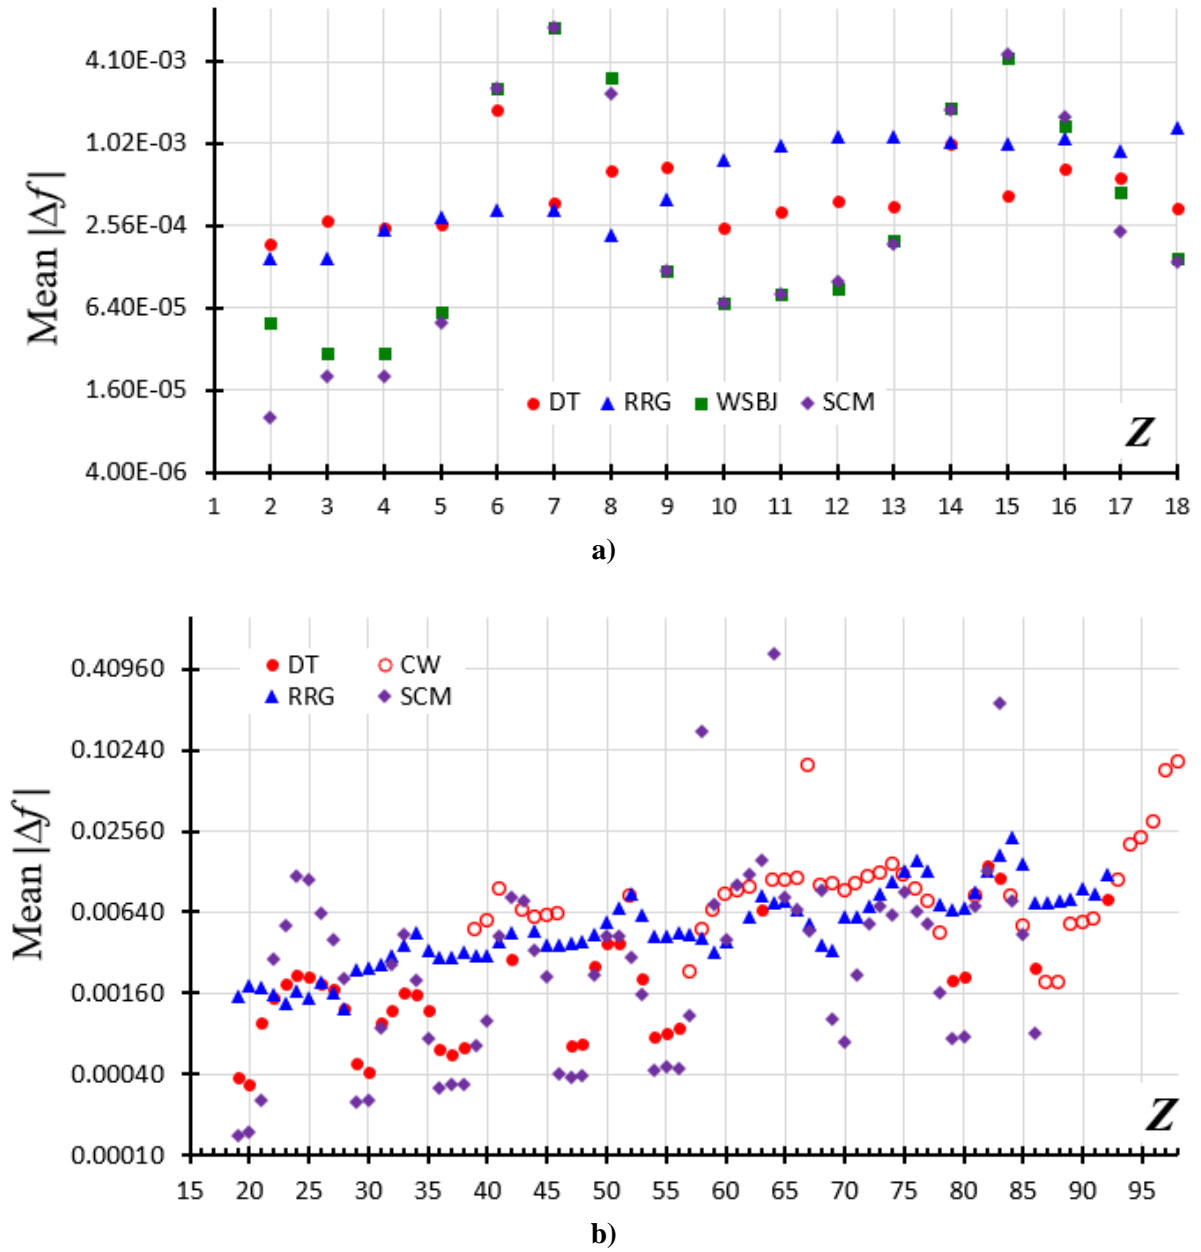 Mean |Δf|
4.10E-03
1.02E-03
2.56E-04
6.40E-05
1.60E-05
4.00E-06
DT RRG WSBJ SCM
Z
1 2 3 4 5 6 7 8 9 10 11 12 13 14 15 16 17 18
a)
Mean |Δf|
0.40960
0.10240
0.02560
0.00640
0.00160
0.00040
0.00010
DT CW
RRG SCM
Z
15 20 25 30 35 40 45 50 55 60 65 70 75 80 85 90 95
b)